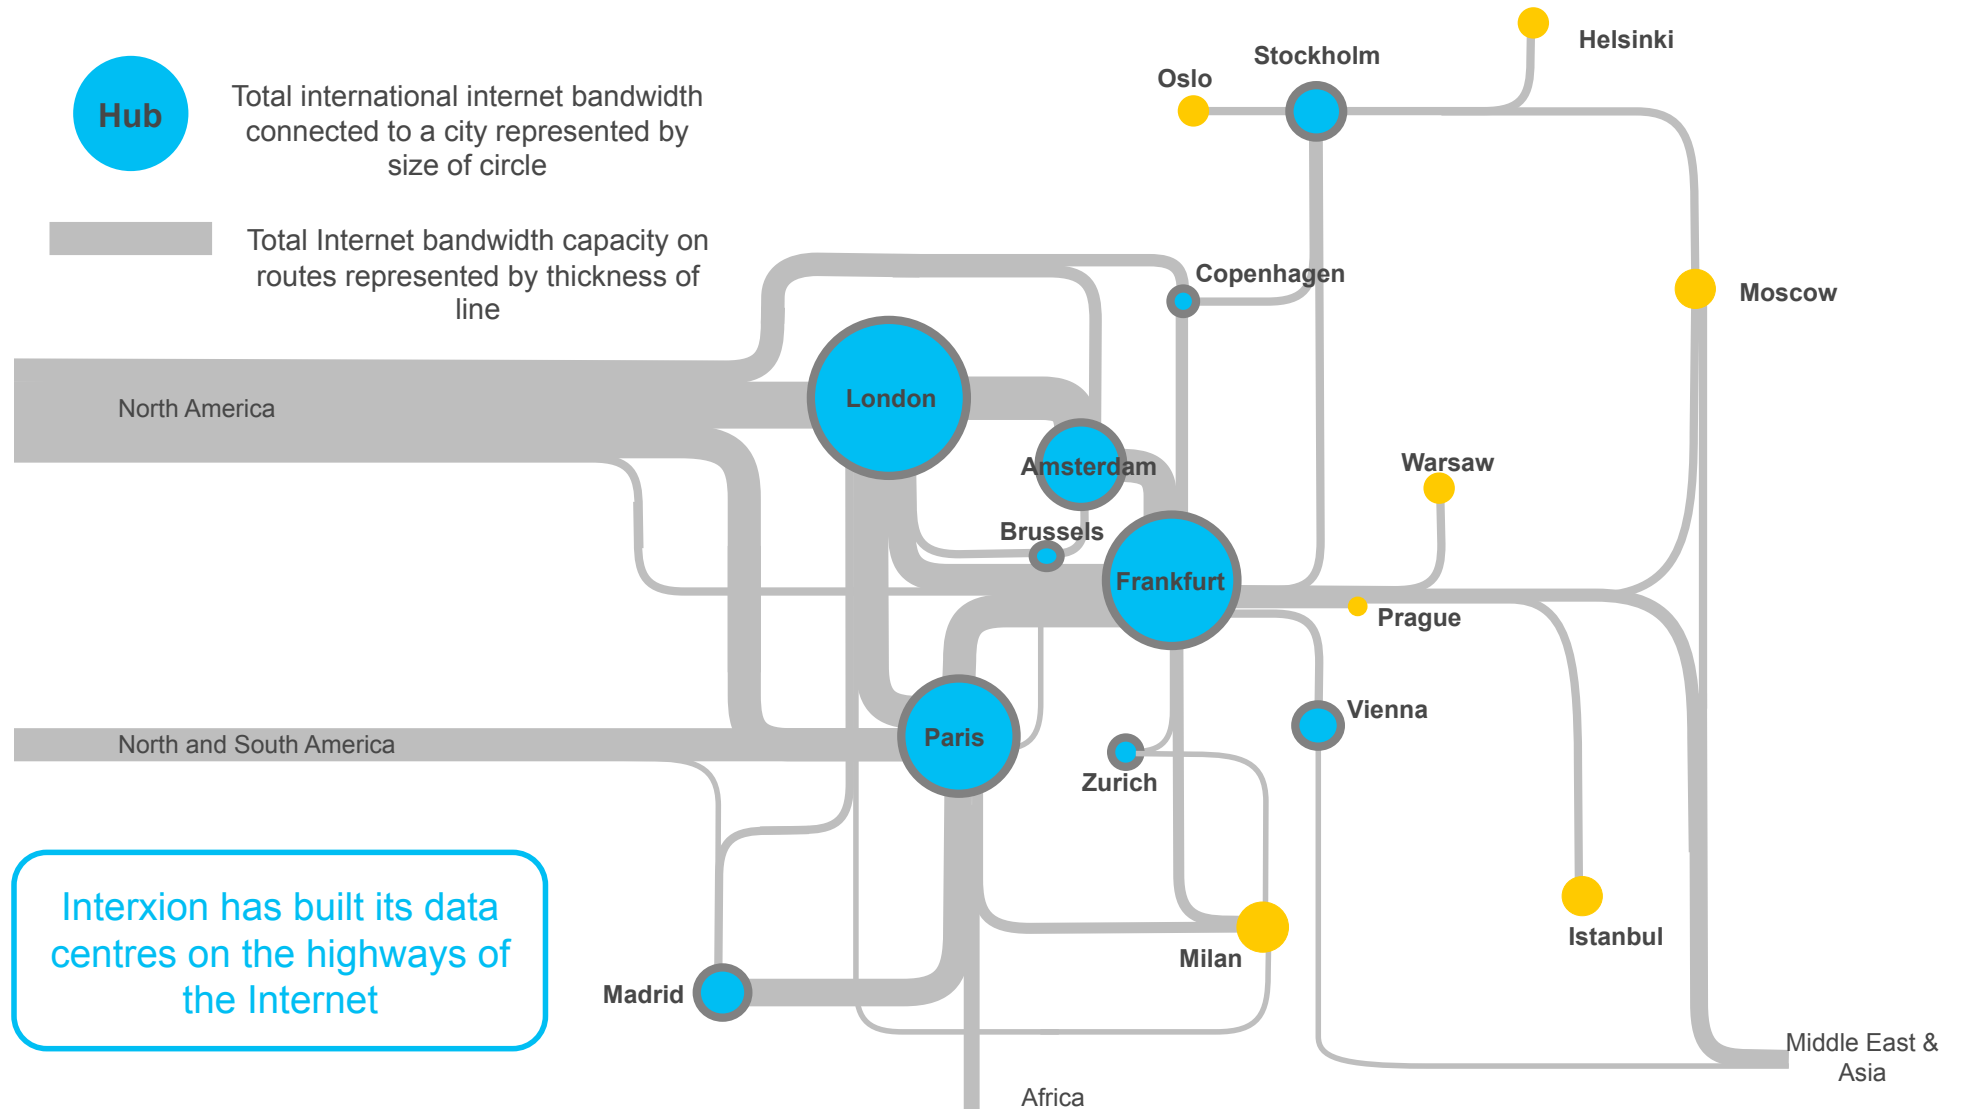 Hub
Total international internet bandwidth
connected to a city represented by
size of circle
Total Internet bandwidth capacity on
routes represented by thickness of
line
Helsinki
Stockholm
Oslo
Copenhagen
Moscow
North America
London
Amsterdam
Warsaw
Brussels
Frankfurt
Prague
North and South America
Paris
Vienna
Zurich
Interxion has built its data
centres on the highways of
the Internet
Madrid
Milan
Istanbul
Middle East &
Asia
Africa